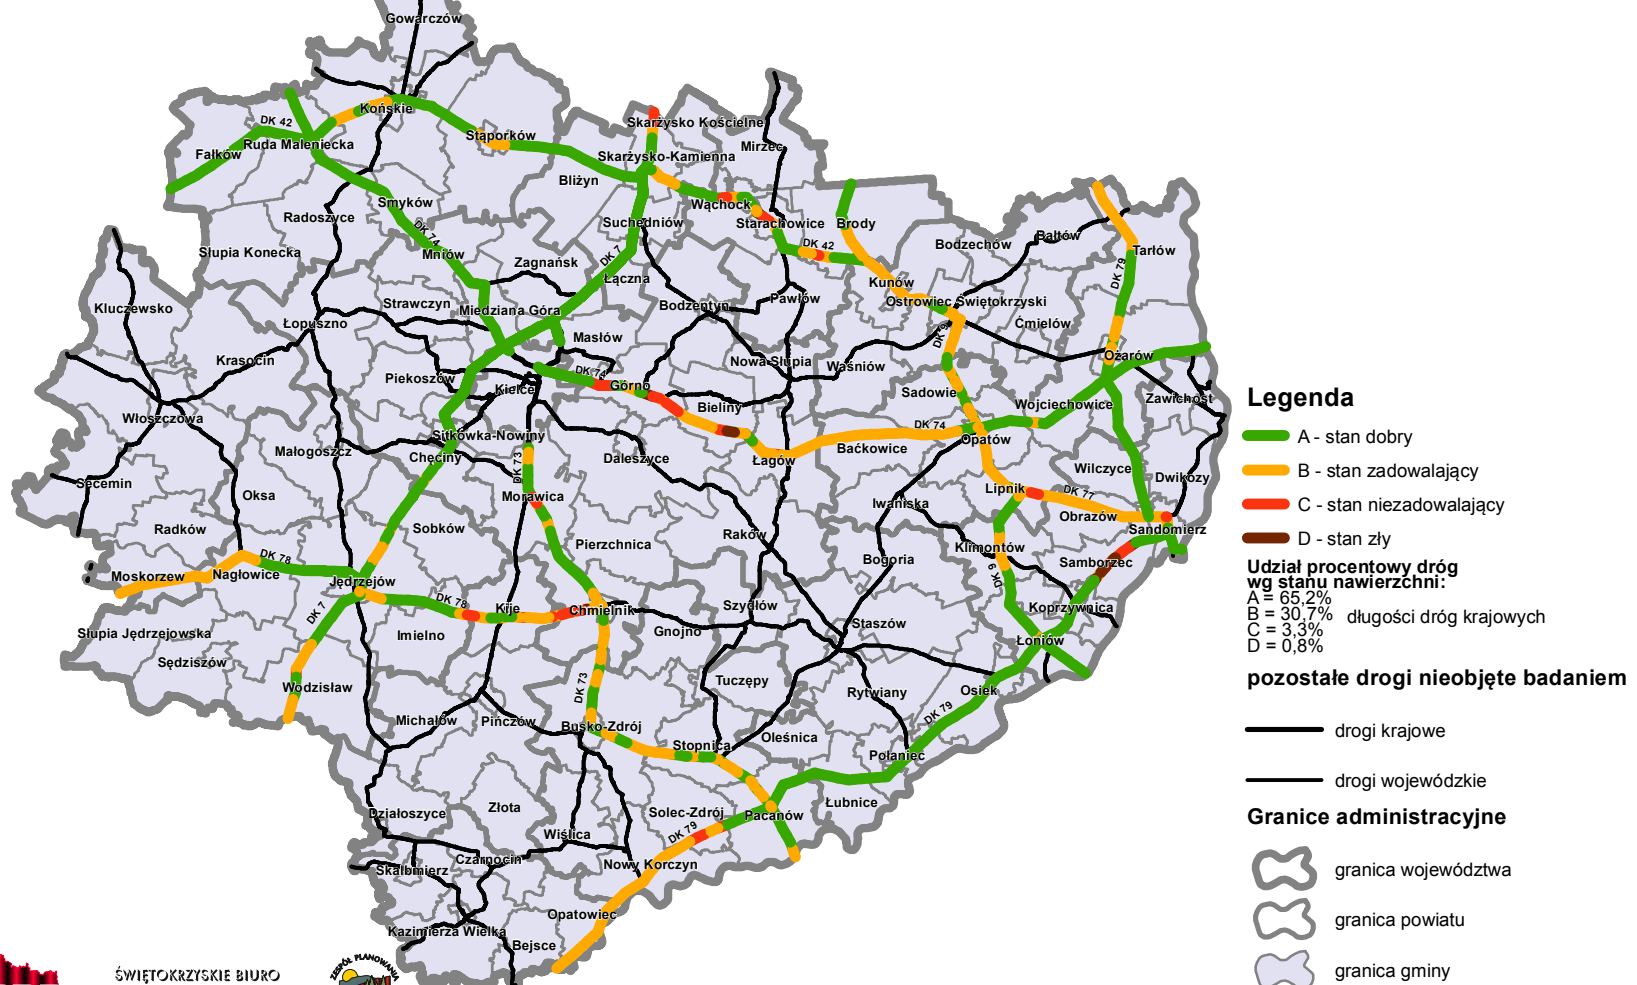 Gowarczów
Końskie
DK 42
Ruda Maleniecka
Fałków
Stąporków
Skarżysko Kościelne
Mirzec
Skarżysko-Kamienna
Bliżyn
Wąchock
Smyków
Radoszyce
Suchedniów
Starachowice
Brody
DK 74
DK 42
Słupia Konecka
Mniów
Zagnańsk
DK 7
Łączna
Bodzechów
Bałtów
Tarłów
DK 79
Kunów
Kluczewsko
Strawczyn
Miedziana Góra
Bodzentyn
Pawłów
Ostrowiec Świętokrzyski
Łopuszno
Masłów
Ćmielów
DK 9
Krasocin
Nowa Słupia
Waśniów
Ożarów
Piekoszów
DK 74
Kielce
Górno
Sadowie
Wojciechowice
Zawichost
Włoszczowa
Bieliny
DK 74
Sitkówka-Nowiny
Opatów
Małogoszcz
Chęciny
Daleszyce
Łagów
Baćkowice
DK 73
Wilczyce
Dwikozy
Secemin
Oksa
Morawica
Lipnik
DK 77
Iwaniska
Obrazów
Radków
Sobków
Raków
Sandomierz
Pierzchnica
Klimontów
Bogoria
Samborzec
DK 78
Moskorzew
Nagłowice
Jędrzejów
DK 9
DK 7
DK 78
Kije
Chmielnik
Szydłów
Koprzywnica
Słupia Jędrzejowska
Imielno
Gnojno
Staszów
Łoniów
Sędziszów
Wodzisław
DK 73
Tuczępy
Rytwiany
Osiek
Michałów
Pińczów
Busko-Zdrój
DK 79
Stopnica
Oleśnica
Połaniec
Działoszyce
Złota
Solec-Zdrój
Pacanów
Łubnice
Wiślica
DK 79
Czarnocin
Skalbmierz
Nowy Korczyn
Opatowiec
Kazimierza Wielka
Bejsce
Legenda
A - stan dobry
B - stan zadowalający
C - stan niezadowalający
D - stan zły
Udział procentowy dróg
wg stanu nawierzchni:
A = 65,2%
B = 30,7% długości dróg krajowych
C = 3,3%
D = 0,8%
pozostałe drogi nieobjęte badaniem
drogi krajowe
drogi wojewódzkie
Granice administracyjne
granica województwa
granica powiatu
granica gminy
ŚWIĘTOKRZYSKIE BIURO
ZESPÓŁ PLANOWANIA